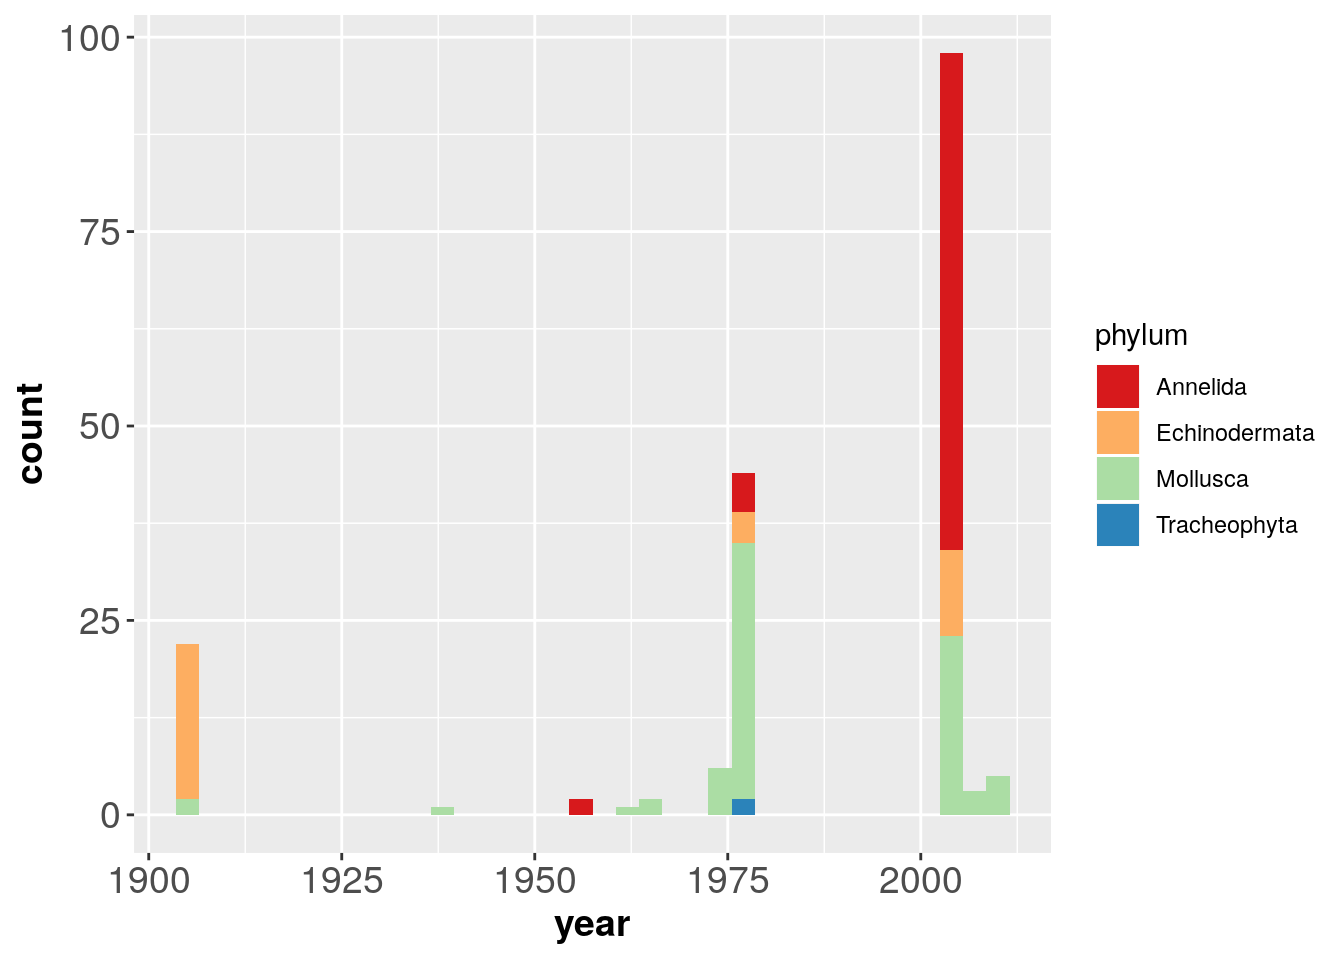 100
75
50
25
0
count
1900 1925 1950 1975 2000
year
phylum
Annelida
Echinodermata
Mollusca
Tracheophyta